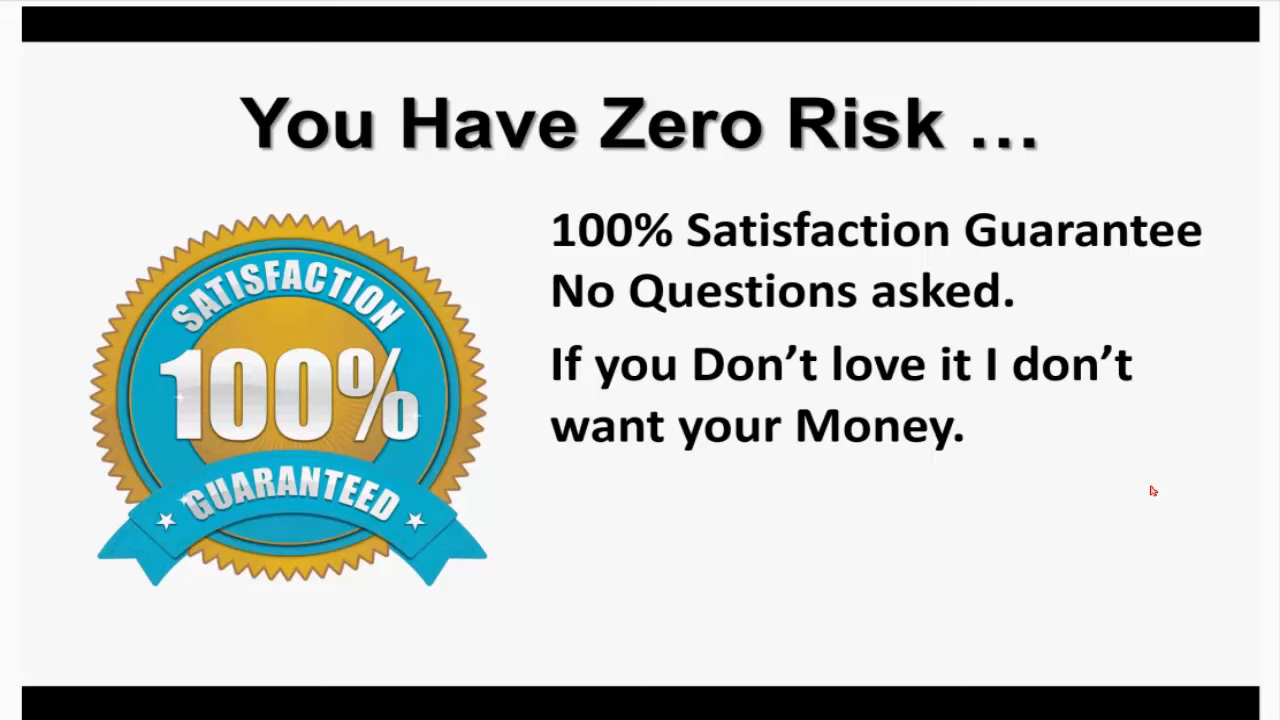 You Have Zero Risk …
SATISFACTION
100%
GUARANTEED
100% Satisfaction Guarantee
No Questions asked.
If you Don’t love it I don’t
want your Money.